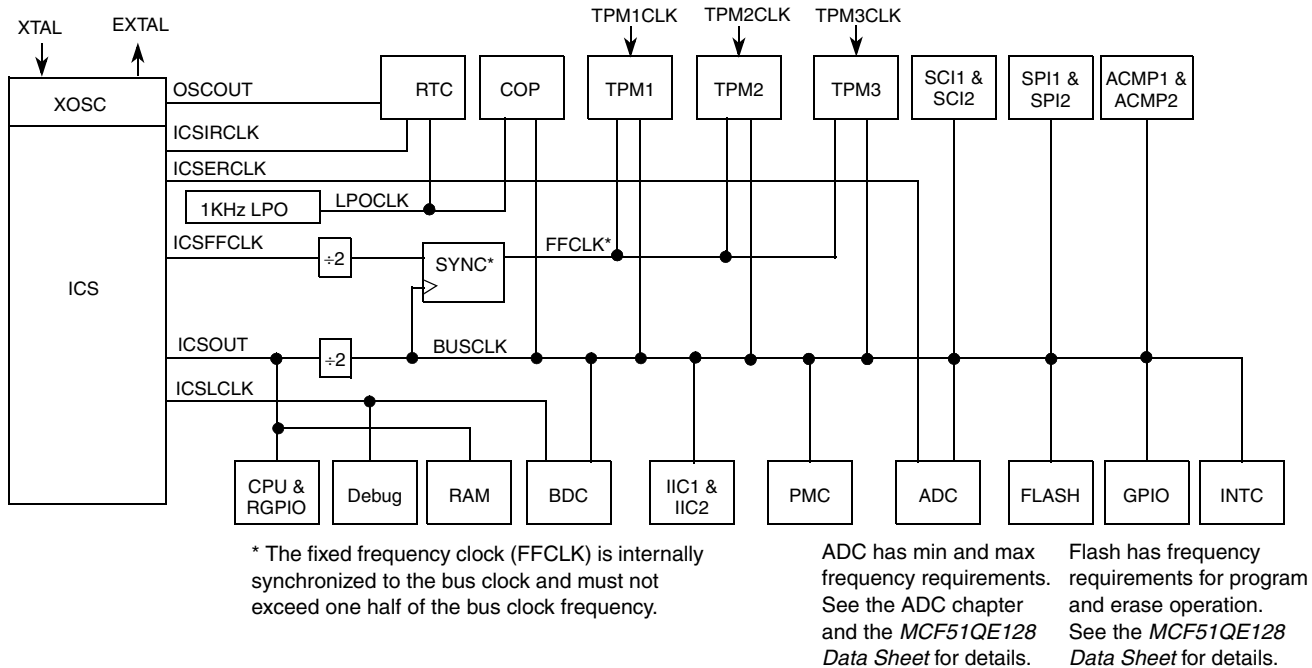 XTAL
EXTAL
TPM1CLK
TPM2CLK
TPM3CLK
XOSC
OSCOUT
RTC
COP
TPM1
TPM2
TPM3
SCI1 &
SCI2
SPI1 &
SPI2
ACMP1 &
ACMP2
ICSIRCLK
ICSERCLK
1KHz LPO
LPOCLK
ICSFFCLK
÷2
SYNC*
FFCLK*
ICS
ICSOUT
÷2
BUSCLK
ICSLCLK
CPU &
RGPIO
Debug
RAM
BDC
IIC1 &
IIC2
PMC
ADC
FLASH
GPIO
INTC
* The fixed frequency clock (FFCLK) is internally
synchronized to the bus clock and must not
exceed one half of the bus clock frequency.
ADC has min and max
frequency requirements.
See the ADC chapter
and the MCF51QE128
Data Sheet for details.
Flash has frequency
requirements for program
and erase operation.
See the MCF51QE128
Data Sheet for details.